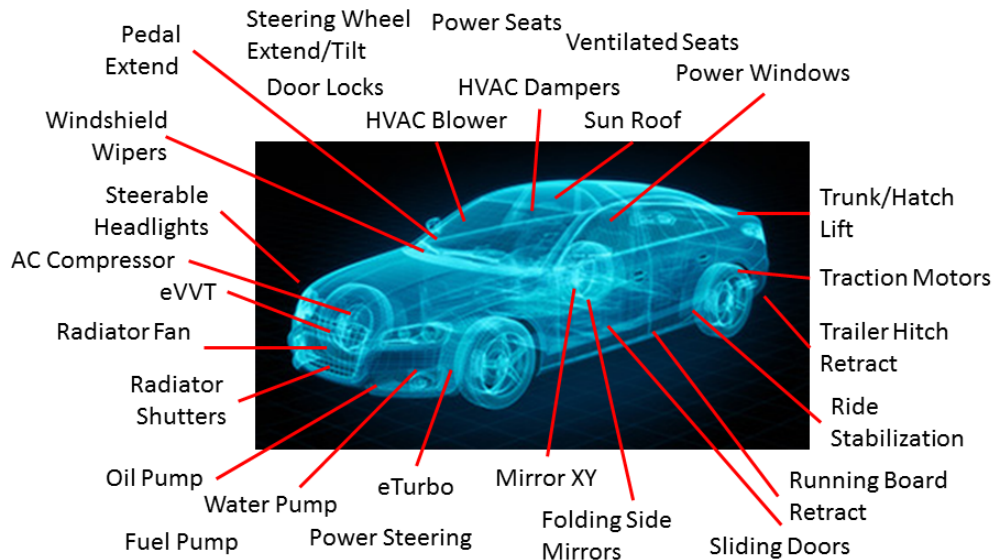 Pedal
Extend
Steering Wheel
Extend/Tilt
Power Seats
Ventilated Seats
Power Windows
Door Locks
HVAC Dampers
HVAC Blower
Sun Roof
Windshield
Wipers
Steerable
Headlights
AC Compressor
eVVT
Radiator Fan
Radiator
Shutters
Trunk/Hatch
Lift
Traction Motors
Trailer Hitch
Retract
Ride
Stabilization
Oil Pump
Water Pump
Fuel Pump
eTurbo
Power Steering
Mirror XY
Folding Side
Mirrors
Running Board
Retract
Sliding Doors